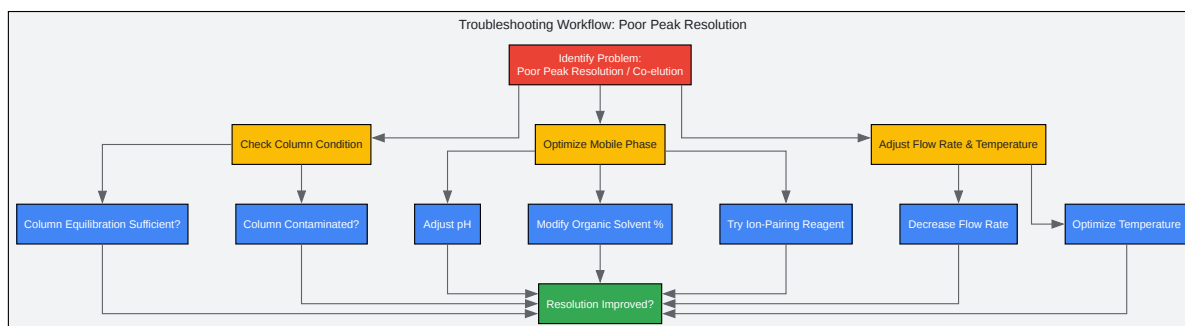 Troubleshooting Workflow: Poor Peak Resolution
Identify Problem:
Poor Peak Resolution / Co-elution
Check Column Condition
Optimize Mobile Phase
Adjust Flow Rate & Temperature
Column Equilibration Sufficient?
Column Contaminated?
Adjust pH
Modify Organic Solvent %
Try Ion-Pairing Reagent
Decrease Flow Rate
Optimize Temperature
Resolution Improved?